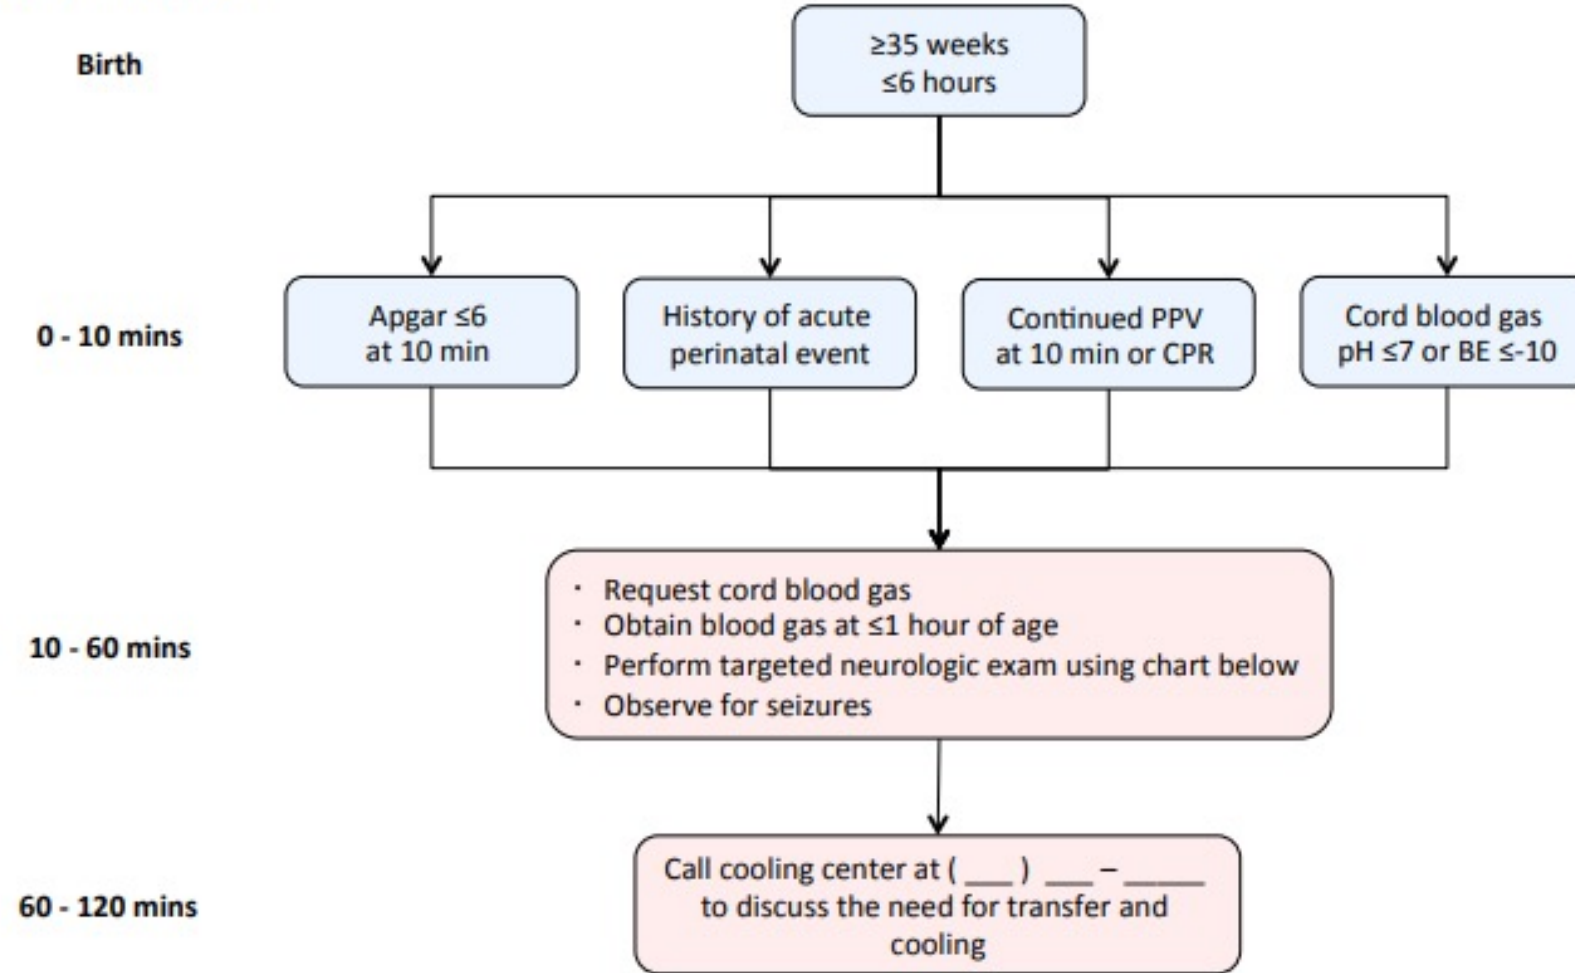 Birth
≥35 weeks
≤6 hours
0 - 10 mins
Apgar ≤6
at 10 min
History of acute
perinatal event
Continued PPV
at 10 min or CPR
Cord blood gas
pH ≤7 or BE ≤-10
10 - 60 mins
· Request cord blood gas
· Obtain blood gas at ≤1 hour of age
· Perform targeted neurologic exam using chart below
· Observe for seizures
60 - 120 mins
Call cooling center at ( ___ ) ___ – _____
to discuss the need for transfer and
cooling